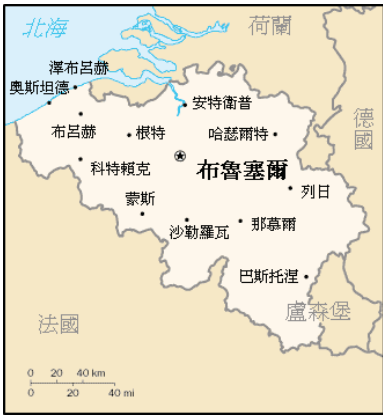 北海
荷蘭
澤布呂赫
奧斯坦德
安特衛普
布呂赫
根特
哈瑟爾特
德國
科特賴克
布魯塞爾
列日
蒙斯
沙勒羅瓦
那慕爾
巴斯托涅
盧森堡
法國
0 20 40 km
0 20 40 mi